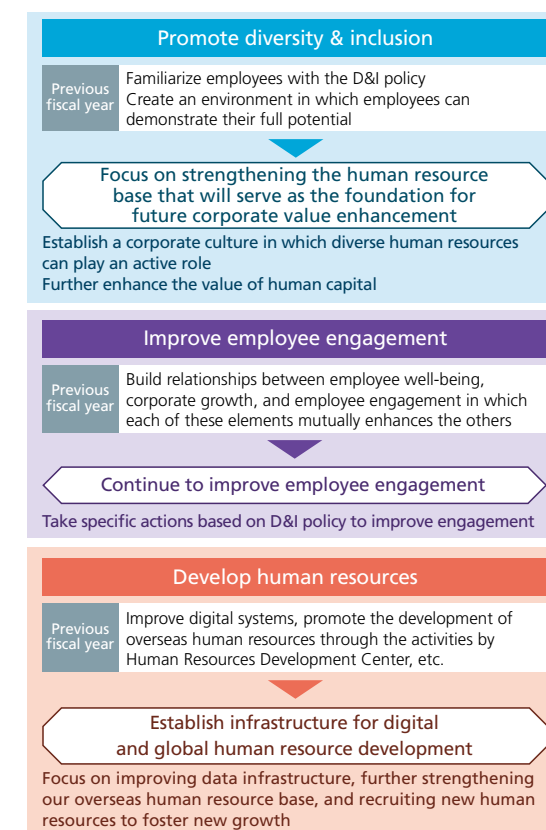 Promote diversity & inclusion
Previous
fiscal year
Familiarize employees with the D&I policy
Create an environment in which employees can
demonstrate their full potential
Focus on strengthening the human resource
base that will serve as the foundation for
future corporate value enhancement
Establish a corporate culture in which diverse human resources
can play an active role
Further enhance the value of human capital
Improve employee engagement
Previous
fiscal year
Build relationships between employee well-being,
corporate growth, and employee engagement in which
each of these elements mutually enhances the others
Continue to improve employee engagement
Take specific actions based on D&I policy to improve engagement
Develop human resources
Previous
fiscal year
Improve digital systems, promote the development of
overseas human resources through the activities by
Human Resources Development Center, etc.
Establish infrastructure for digital
and global human resource development
Focus on improving data infrastructure, further strengthening
our overseas human resource base, and recruiting new human
resources to foster new growth